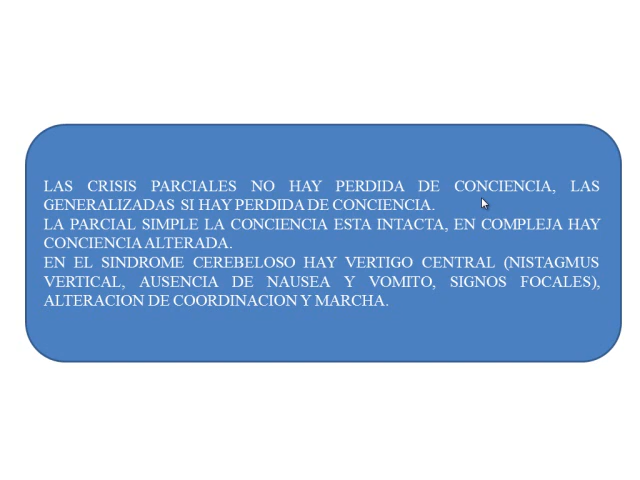 LAS CRISIS PARCIALES NO HAY PERDIDA DE CONCIENCIA, LAS
GENERALIZADAS SI HAY PERDIDA DE CONCIENCIA.
LA PARCIAL SIMPLE LA CONCIENCIA ESTA INTACTA, EN COMPLEJA HAY
CONCIENCIA ALTERADA.
EN EL SINDROME CEREBELOSO HAY VERTIGO CENTRAL (NISTAGMUS
VERTICAL, AUSENCIA DE NAUSEA Y VOMITO, SIGNOS FOCALES),
ALTERACION DE COORDINACION Y MARCHA.